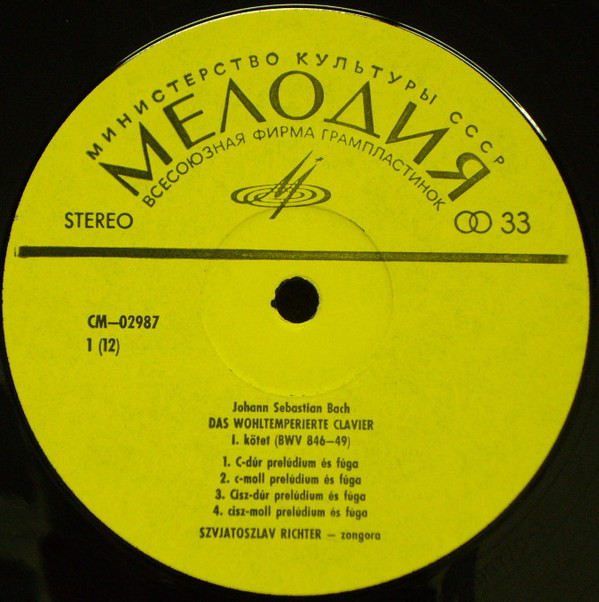 МИНИСТЕРСТВО КУЛЬТУРЫ СССР
МЕЛОДИЯ
ВСЕСОЮЗНАЯ ФИРМА ГРАМПЛАСТИНОК
STEREO
33
СМ—02987
1 (12)
Johann Sebastian Bach
DAS WOHLTEMPERIERTE CLAVIER
I. kötet (BWV 846—49)
1. C-dúr prelúdium és fúga
2. c-moll prelúdium és fúga
3. Cisz-dúr prelúdium és fúga
4. cisz-moll prelúdium és fúga
SZVJATOSZLAV RICHTER — zongora